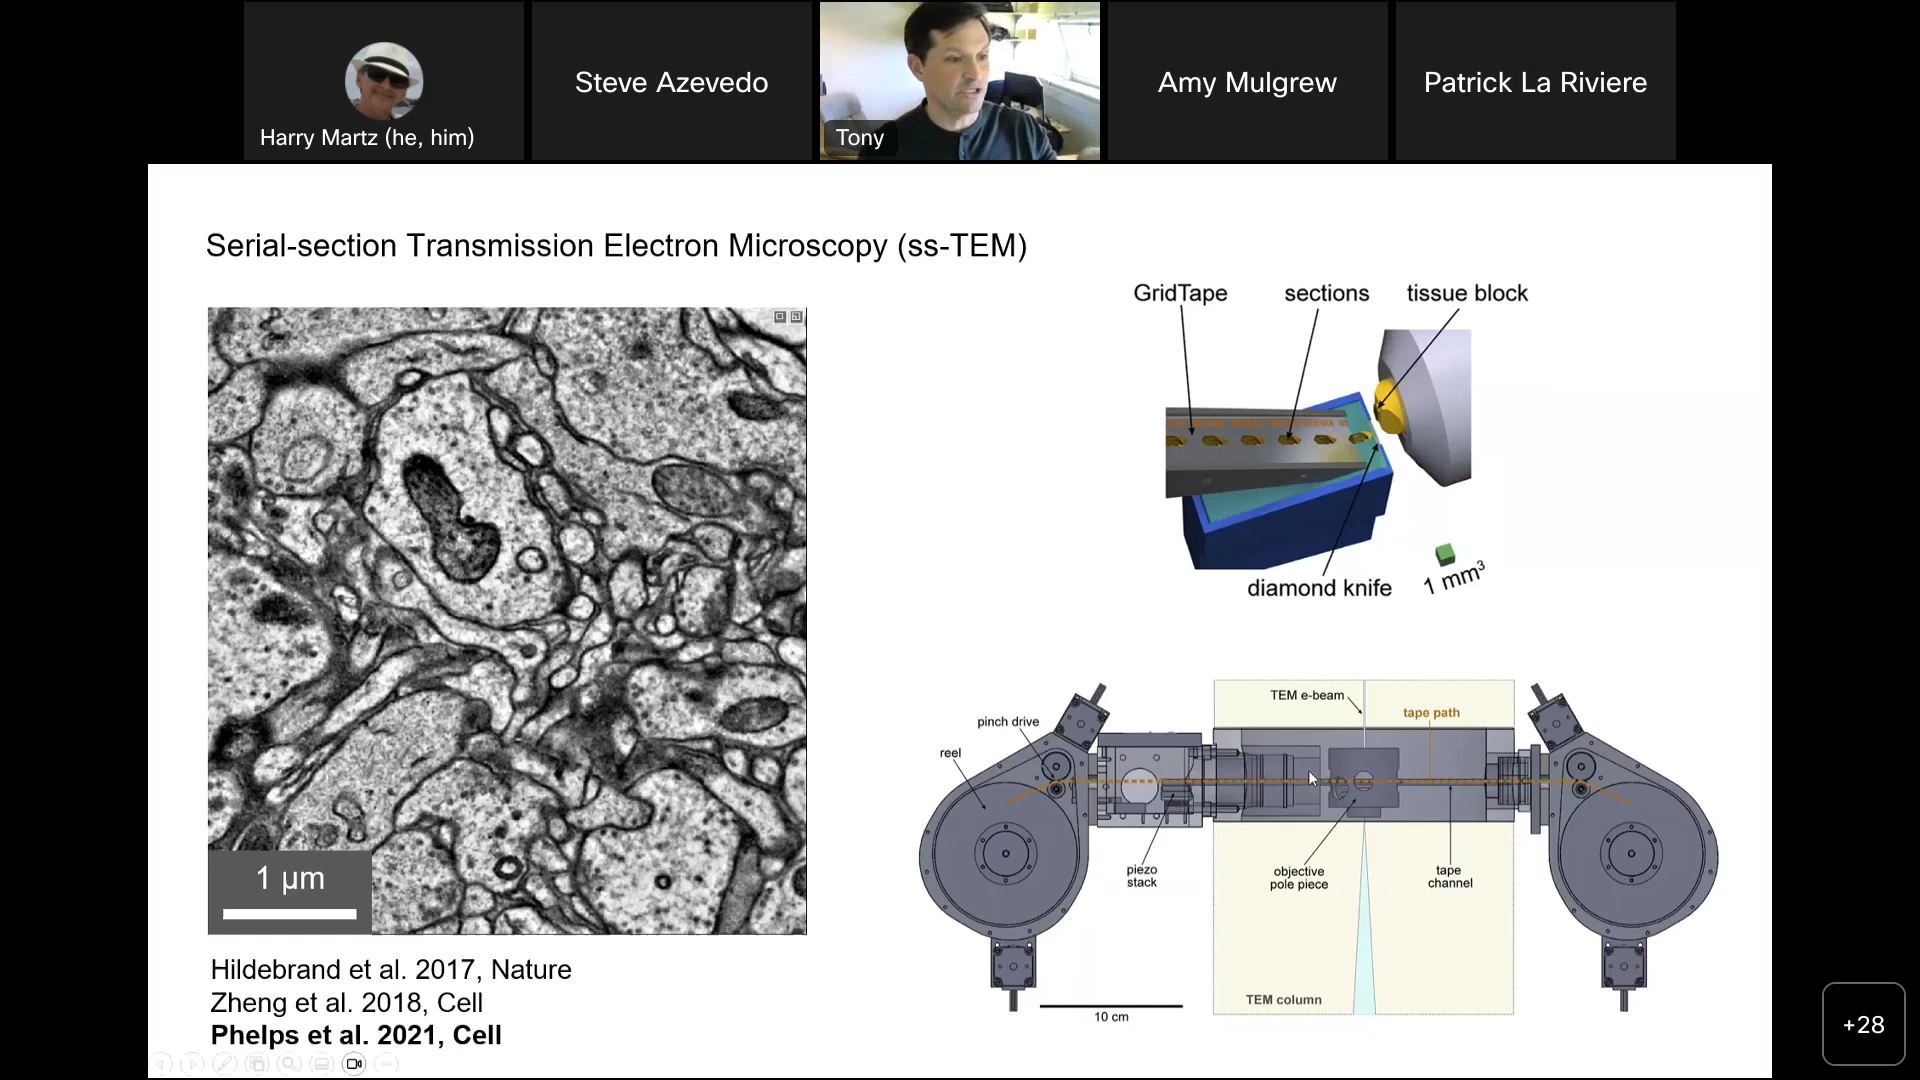 Harry Martz (he, him)
Steve Azevedo
Tony
Amy Mulgrew
Patrick La Riviere
Serial-section Transmission Electron Microscopy (ss-TEM)
GridTape
sections
tissue block
diamond knife
1 mm³
1 µm
TEM e-beam
tape path
pinch drive
reel
piezo
stack
objective
pole piece
tape
channel
TEM column
10 cm
Hildebrand et al. 2017, Nature
Zheng et al. 2018, Cell
Phelps et al. 2021, Cell
+28